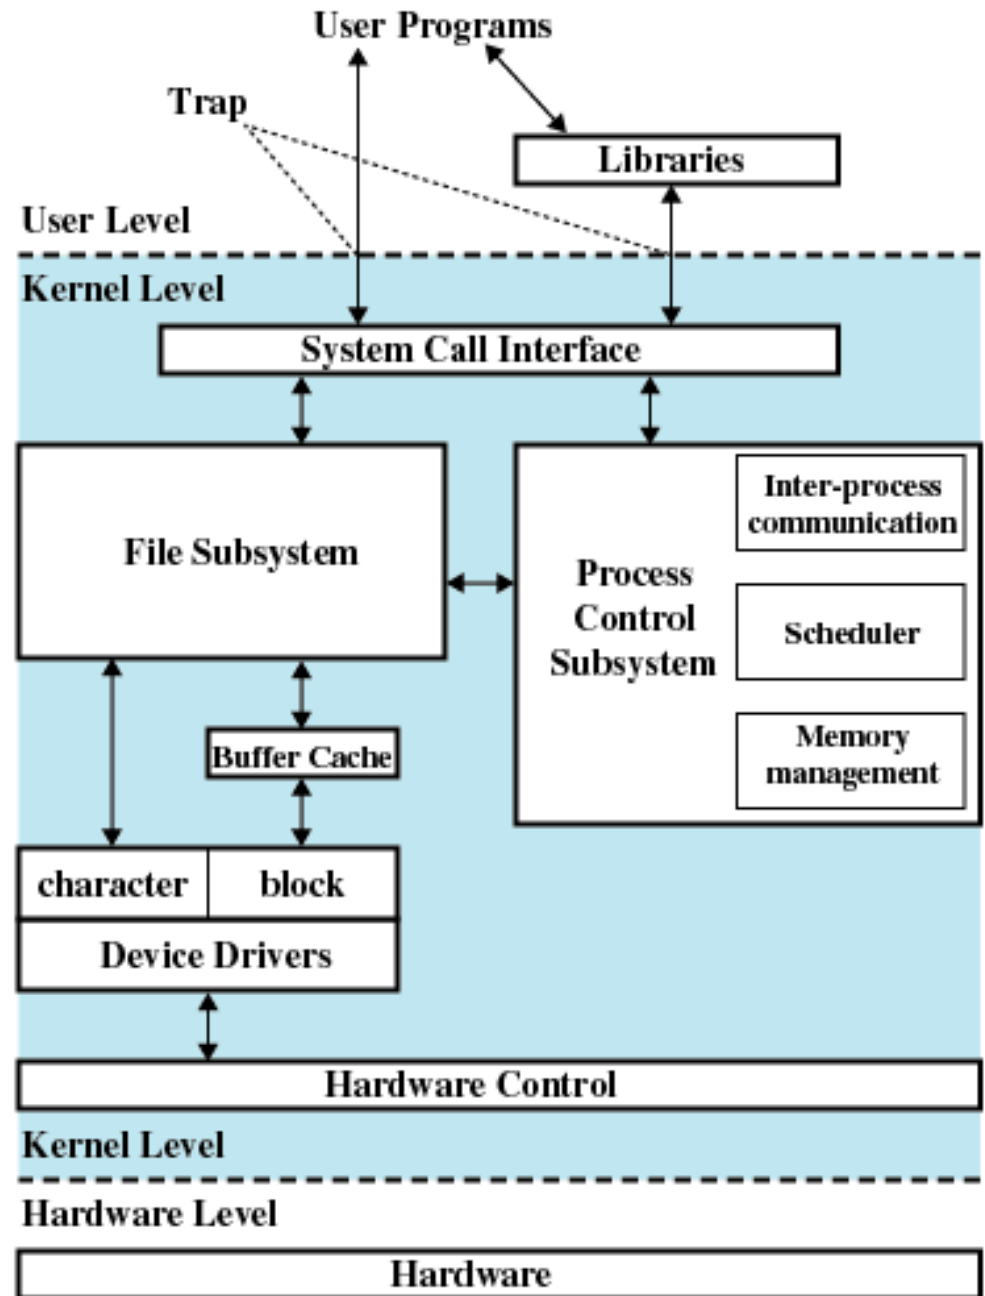 User Programs
Trap
Libraries
User Level
Kernel Level
System Call Interface
File Subsystem
Process
Control
Subsystem
Inter-process
communication
Scheduler
Memory
management
Buffer Cache
character
block
Device Drivers
Hardware Control
Kernel Level
Hardware Level
Hardware